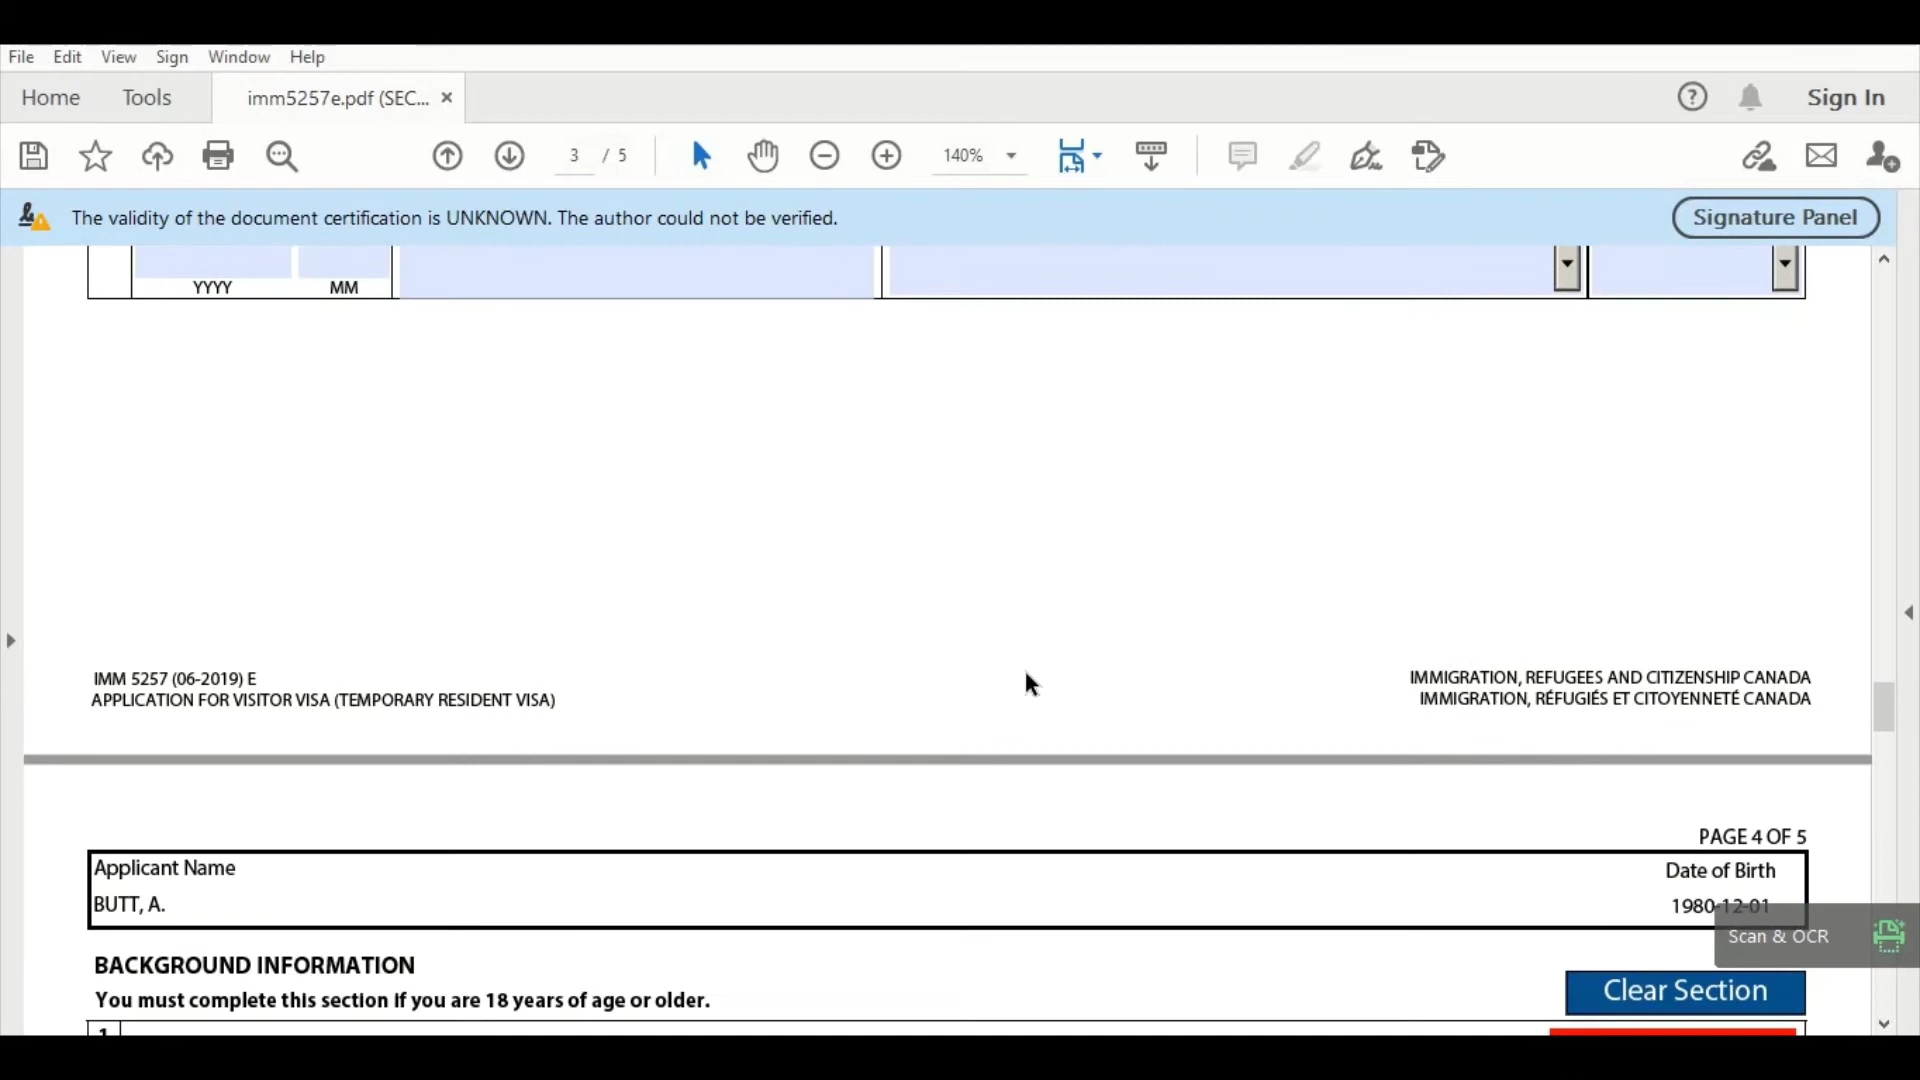 File Edit View Sign Window Help
Home Tools imm5257e.pdf (SEC... × Sign In
3 / 5 140%
The validity of the document certification is UNKNOWN. The author could not be verified. Signature Panel
YYYY MM
IMM 5257 (06-2019) E
APPLICATION FOR VISITOR VISA (TEMPORARY RESIDENT VISA)
IMMIGRATION, REFUGEES AND CITIZENSHIP CANADA
IMMIGRATION, RÉFUGIÉS ET CITOYENNETÉ CANADA
PAGE 4 OF 5
Applicant Name Date of Birth
BUTT, A. 1980-12-01
Scan & OCR
BACKGROUND INFORMATION
Clear Section
You must complete this section if you are 18 years of age or older.
1